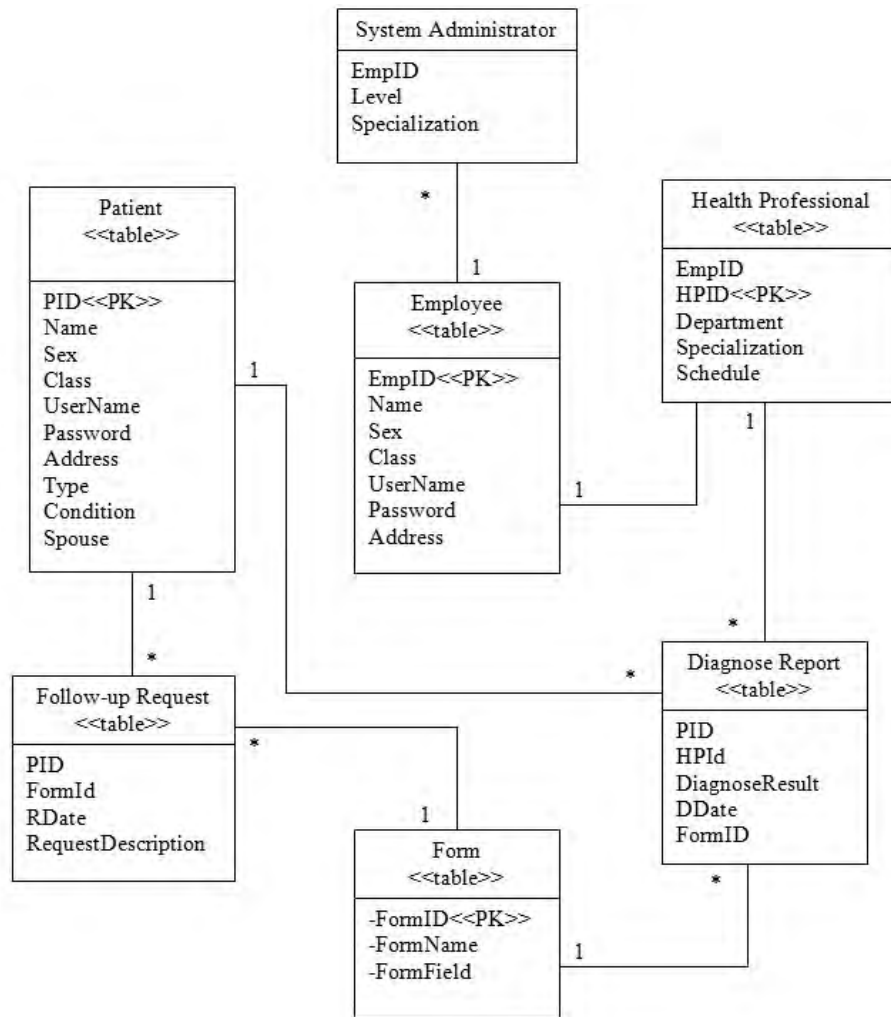 System Administrator
EmpID
Level
Specialization
*
1
Patient
<<table>>
PID<<PK>>
Name
Sex
Class
UserName
Password
Address
Type
Condition
Spouse
1
1
*
Employee
<<table>>
EmpID<<PK>>
Name
Sex
Class
UserName
Password
Address
1
Health Professional
<<table>>
EmpID
HPID<<PK>>
Department
Specialization
Schedule
1
*
*
Follow-up Request
<<table>>
PID
FormId
RDate
RequestDescription
*
1
Diagnose Report
<<table>>
PID
HPId
DiagnoseResult
DDate
FormID
*
1
Form
<<table>>
-FormID<<PK>>
-FormName
-FormField